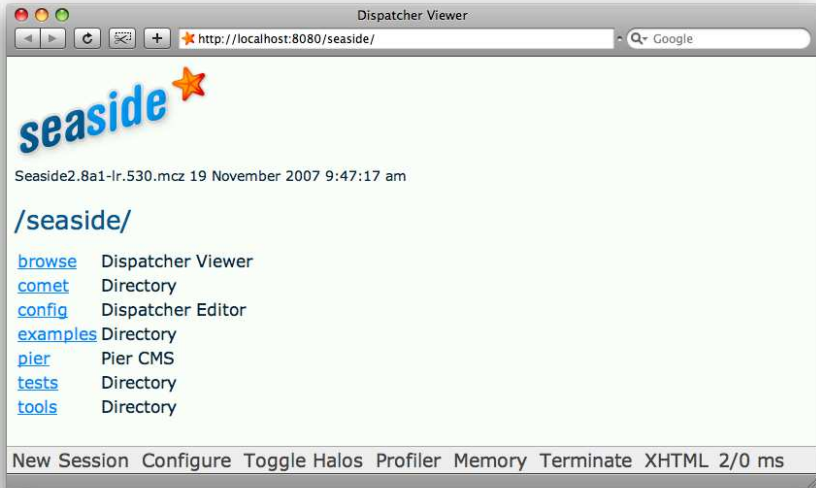 Dispatcher Viewer
http://localhost:8080/seaside/
Google
seaside
Seaside2.8a1-lr.530.mcz 19 November 2007 9:47:17 am
/seaside/
browse Dispatcher Viewer
comet Directory
config Dispatcher Editor
examples Directory
pier Pier CMS
tests Directory
tools Directory
New Session Configure Toggle Halos Profiler Memory Terminate XHTML 2/0 ms